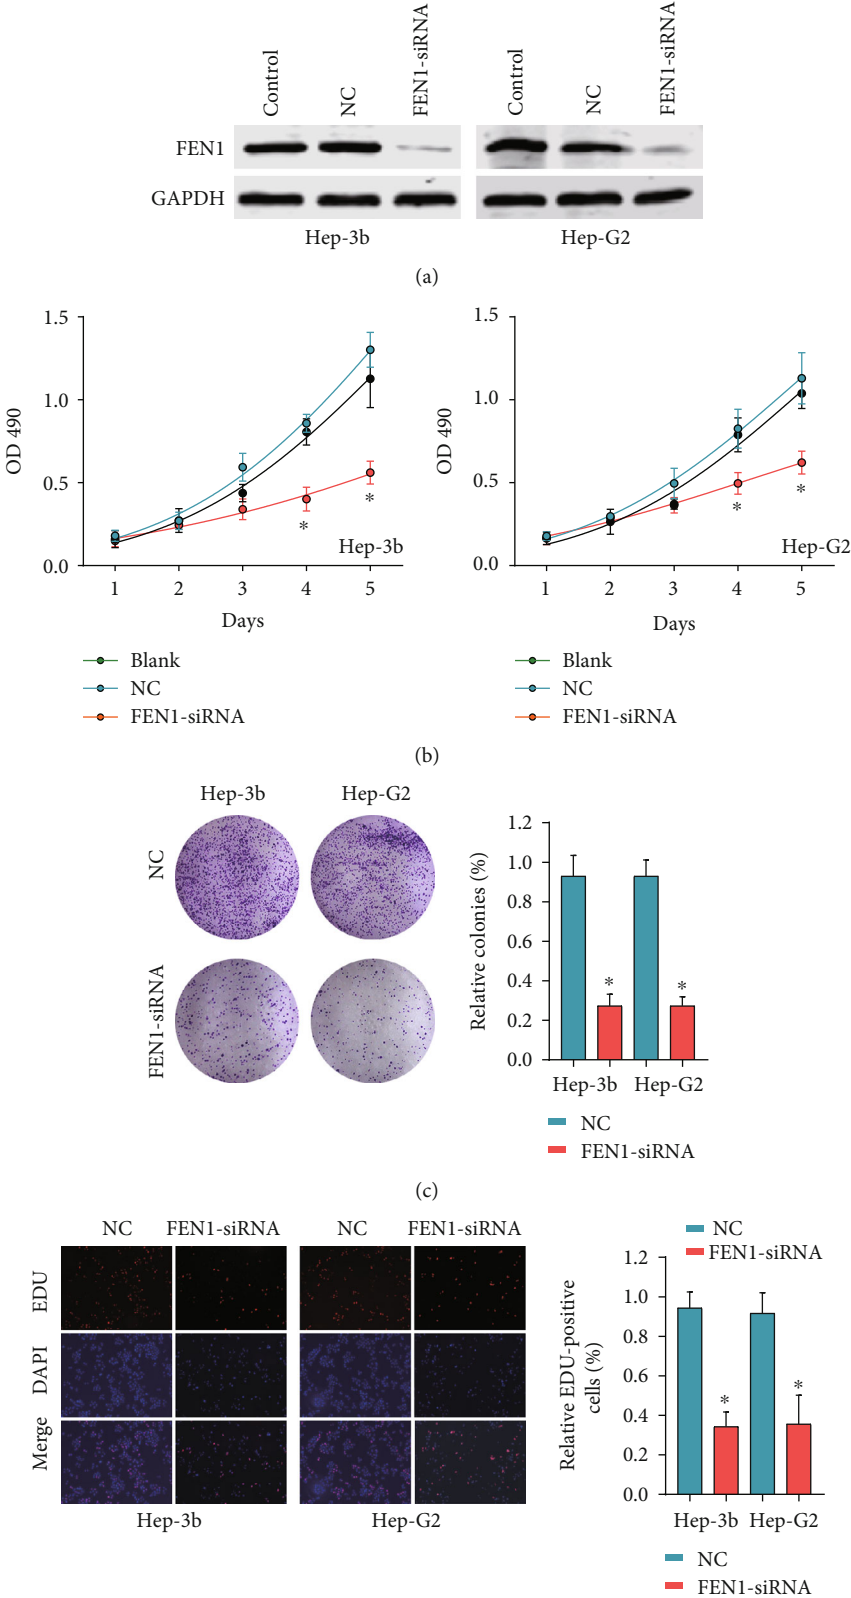 Control NC FEN1-siRNA Control NC FEN1-siRNA
FEN1
GAPDH
Hep-3b Hep-G2
(a)
1.5
1.0
0.5
0.0
OD 490
* *
Hep-3b
1 2 3 4 5
Days
Blank
NC
FEN1-siRNA
1.5
1.0
0.5
0.0
OD 490
* *
Hep-G2
1 2 3 4 5
Days
Blank
NC
FEN1-siRNA
(b)
Hep-3b Hep-G2
NC
FEN1-siRNA
1.2
1.0
0.8
0.6
0.4
0.2
0.0
Relative colonies (%)
* *
Hep-3b Hep-G2
NC
FEN1-siRNA
(c)
NC FEN1-siRNA NC FEN1-siRNA
EDU
DAPI
Merge
Hep-3b Hep-G2
NC
FEN1-siRNA
1.2
1.0
0.8
0.6
0.4
0.2
0.0
Relative EDU-positive
cells (%)
* *
Hep-3b Hep-G2
NC
FEN1-siRNA